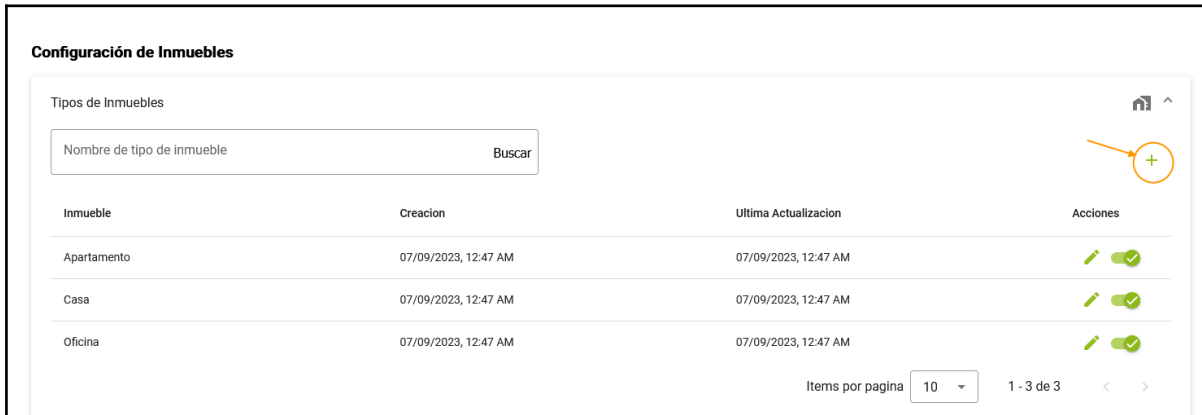 Configuración de Inmuebles
Tipos de Inmuebles
Nombre de tipo de inmueble Buscar
Inmueble Creacion Ultima Actualizacion Acciones
Apartamento 07/09/2023, 12:47 AM 07/09/2023, 12:47 AM
Casa 07/09/2023, 12:47 AM 07/09/2023, 12:47 AM
Oficina 07/09/2023, 12:47 AM 07/09/2023, 12:47 AM
Items por pagina 10 1 - 3 de 3